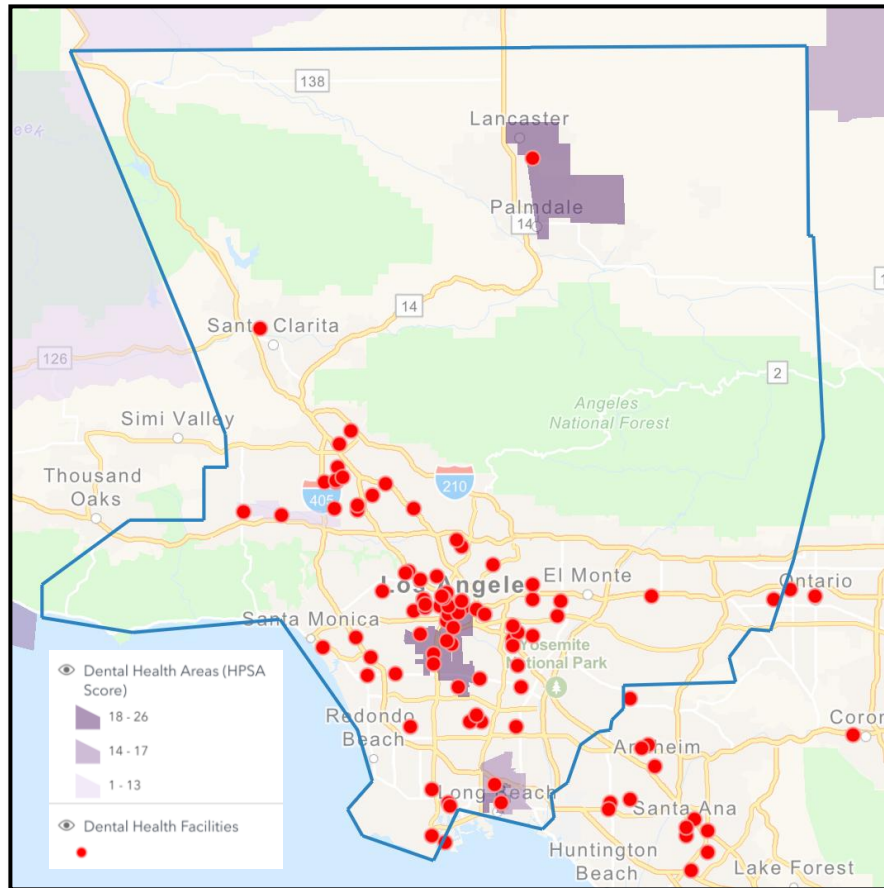 138
Lancaster
Palmdale
14
14
Santa Clarita
126
2
Angeles
National Forest
Simi Valley
Thousand
Oaks
405
210
Los Angeles
El Monte
Ontario
Santa Monica
Yosemite
National Park
Dental Health Areas (HPSA
Score)
18 - 26
14 - 17
1 - 13
Dental Health Facilities
Redondo
Beach
Anaheim
Coron
Long Beach
Santa Ana
Huntington
Beach
Lake Forest